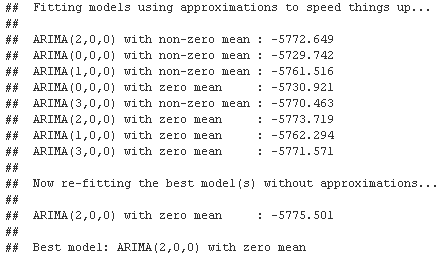 ##  Fitting models using approximations to speed things up...
##
##  ARIMA(2,0,0) with non-zero mean : -5772.649
##  ARIMA(0,0,0) with non-zero mean : -5729.742
##  ARIMA(1,0,0) with non-zero mean : -5761.516
##  ARIMA(0,0,0) with zero mean     : -5730.921
##  ARIMA(3,0,0) with non-zero mean : -5770.463
##  ARIMA(2,0,0) with zero mean     : -5773.719
##  ARIMA(1,0,0) with zero mean     : -5762.294
##  ARIMA(3,0,0) with zero mean     : -5771.571
##
##  Now re-fitting the best model(s) without approximations...
##
##  ARIMA(2,0,0) with zero mean     : -5775.501
##
##  Best model: ARIMA(2,0,0) with zero mean